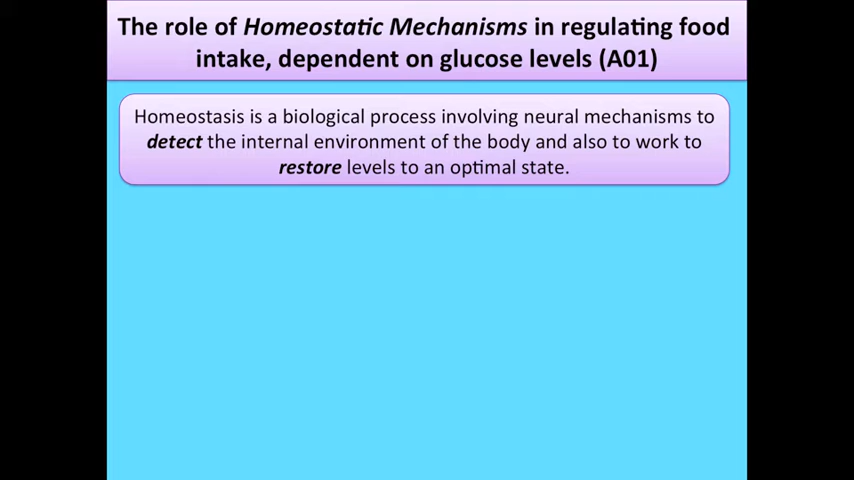 The role of Homeostatic Mechanisms in regulating food
intake, dependent on glucose levels (A01)
Homeostasis is a biological process involving neural mechanisms to
detect the internal environment of the body and also to work to
restore levels to an optimal state.